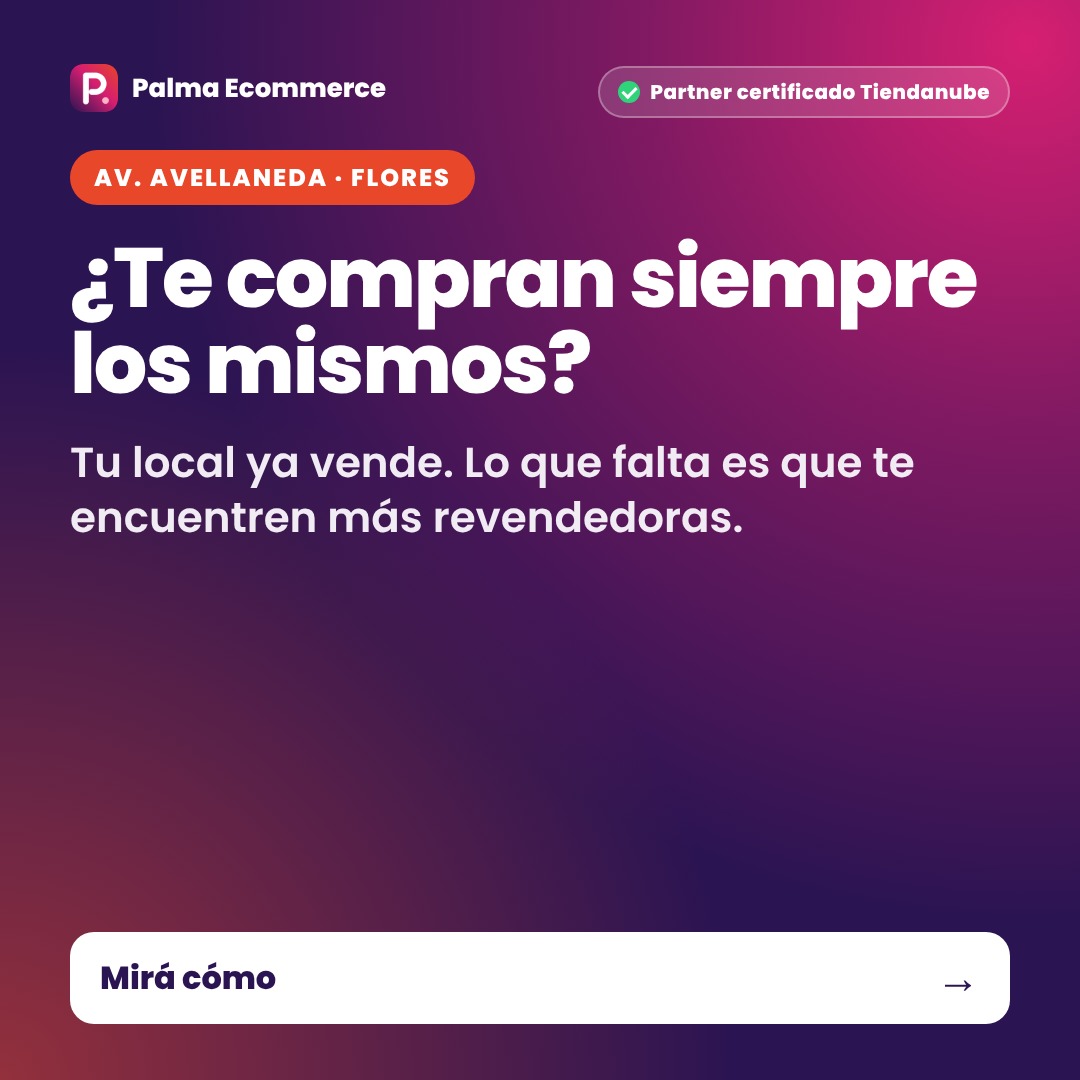 Palma Ecommerce
Partner certificado Tiendanube
AV. AVELLANEDA · FLORES
¿Te compran siempre
los mismos?
Tu local ya vende. Lo que falta es que te
encuentren más revendedoras.
Mirá cómo →